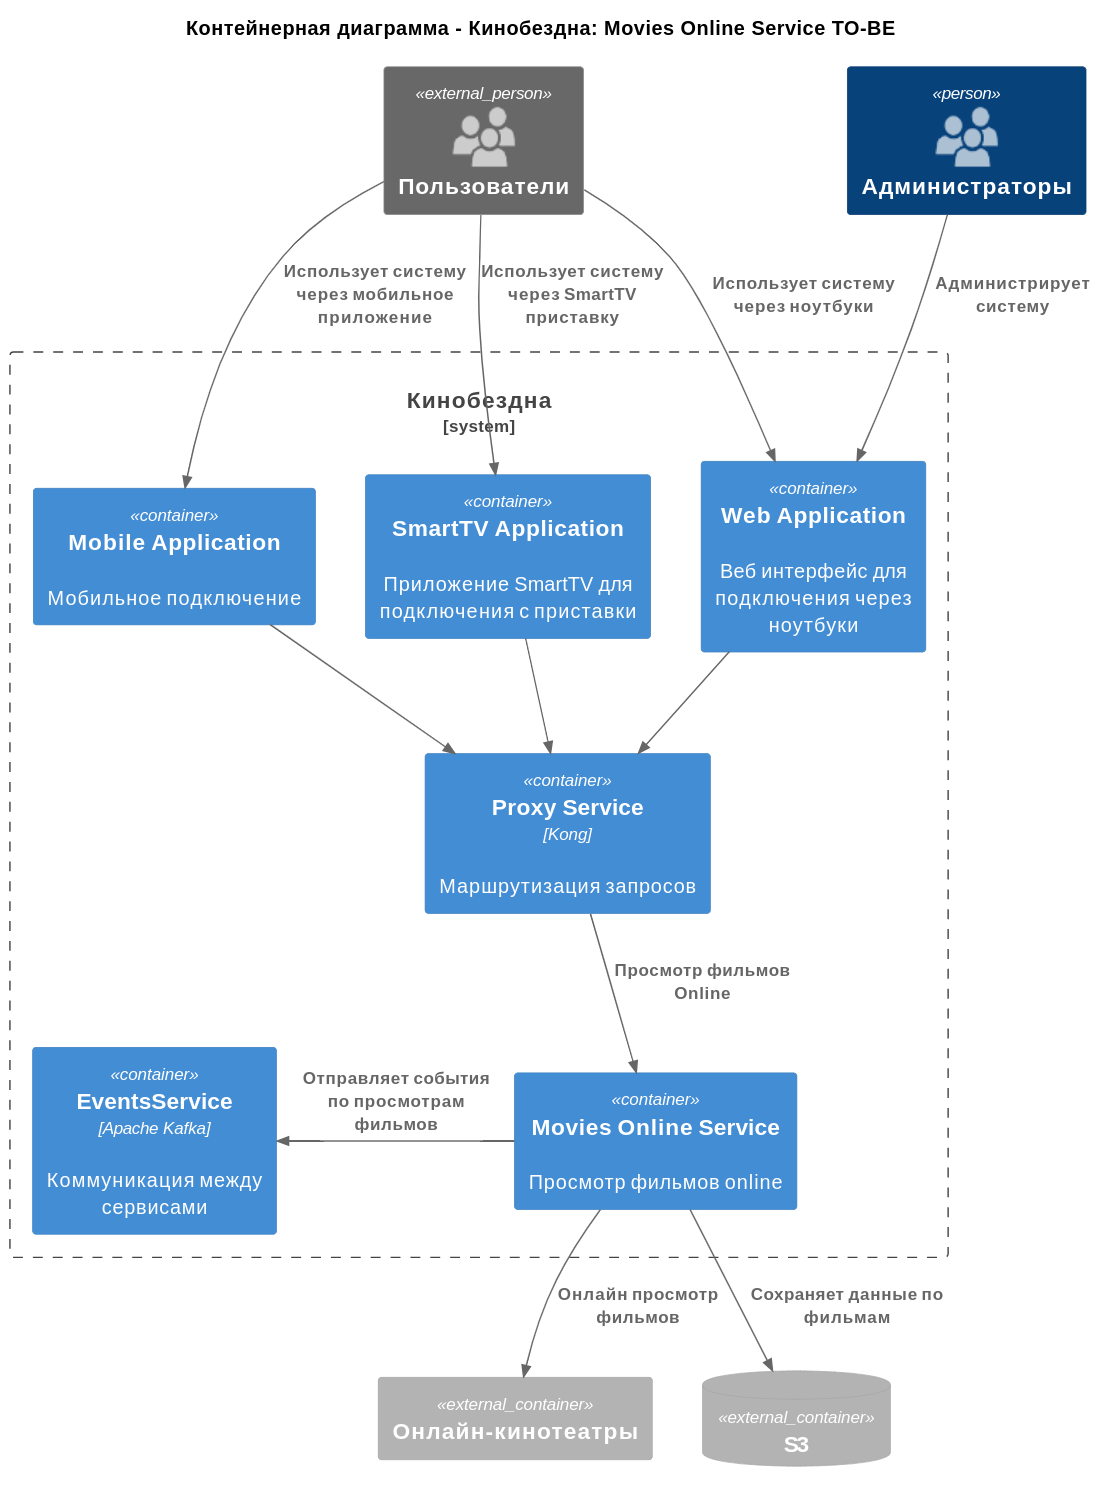 Контейнерная диаграмма - Кинобездна: Movies Online Service TO-BE
«external_person»
Пользователи
«person»
Администраторы
Использует систему
через мобильное
приложение
Использует систему
через SmartTV
приставку
Использует систему
через ноутбуки
Администрирует
систему
Кинобездна
[system]
«container»
Mobile Application
Мобильное подключение
«container»
SmartTV Application
Приложение SmartTV для
подключения с приставки
«container»
Web Application
Веб интерфейс для
подключения через
ноутбуки
«container»
Proxy Service
[Kong]
Маршрутизация запросов
Просмотр фильмов
Online
«container»
EventsService
[Apache Kafka]
Коммуникация между
сервисами
Отправляет события
по просмотрам
фильмов
«container»
Movies Online Service
Просмотр фильмов online
Онлайн просмотр
фильмов
Сохраняет данные по
фильмам
«external_container»
Онлайн-кинотеатры
«external_container»
S3